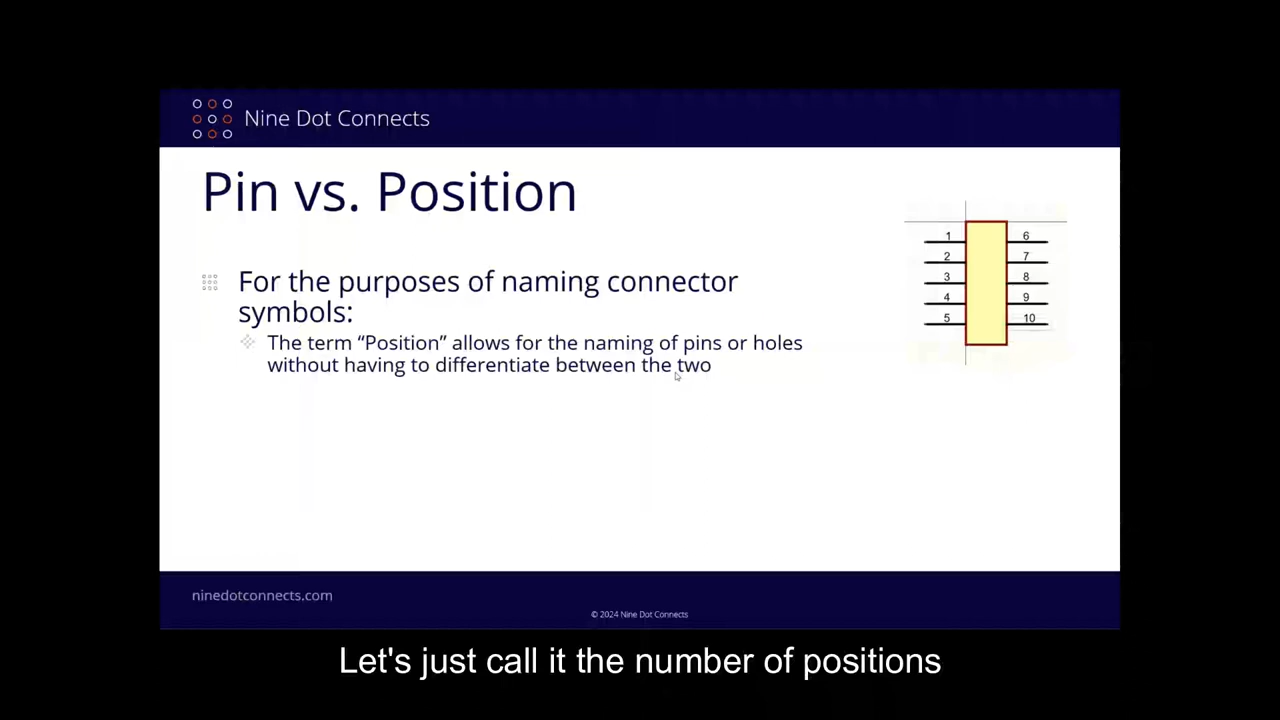 Nine Dot Connects
Pin vs. Position
For the purposes of naming connector
symbols:
The term “Position” allows for the naming of pins or holes
without having to differentiate between the two
1 6
2 7
3 8
4 9
5 10
ninedotconnects.com
© 2024 Nine Dot Connects
Let's just call it the number of positions